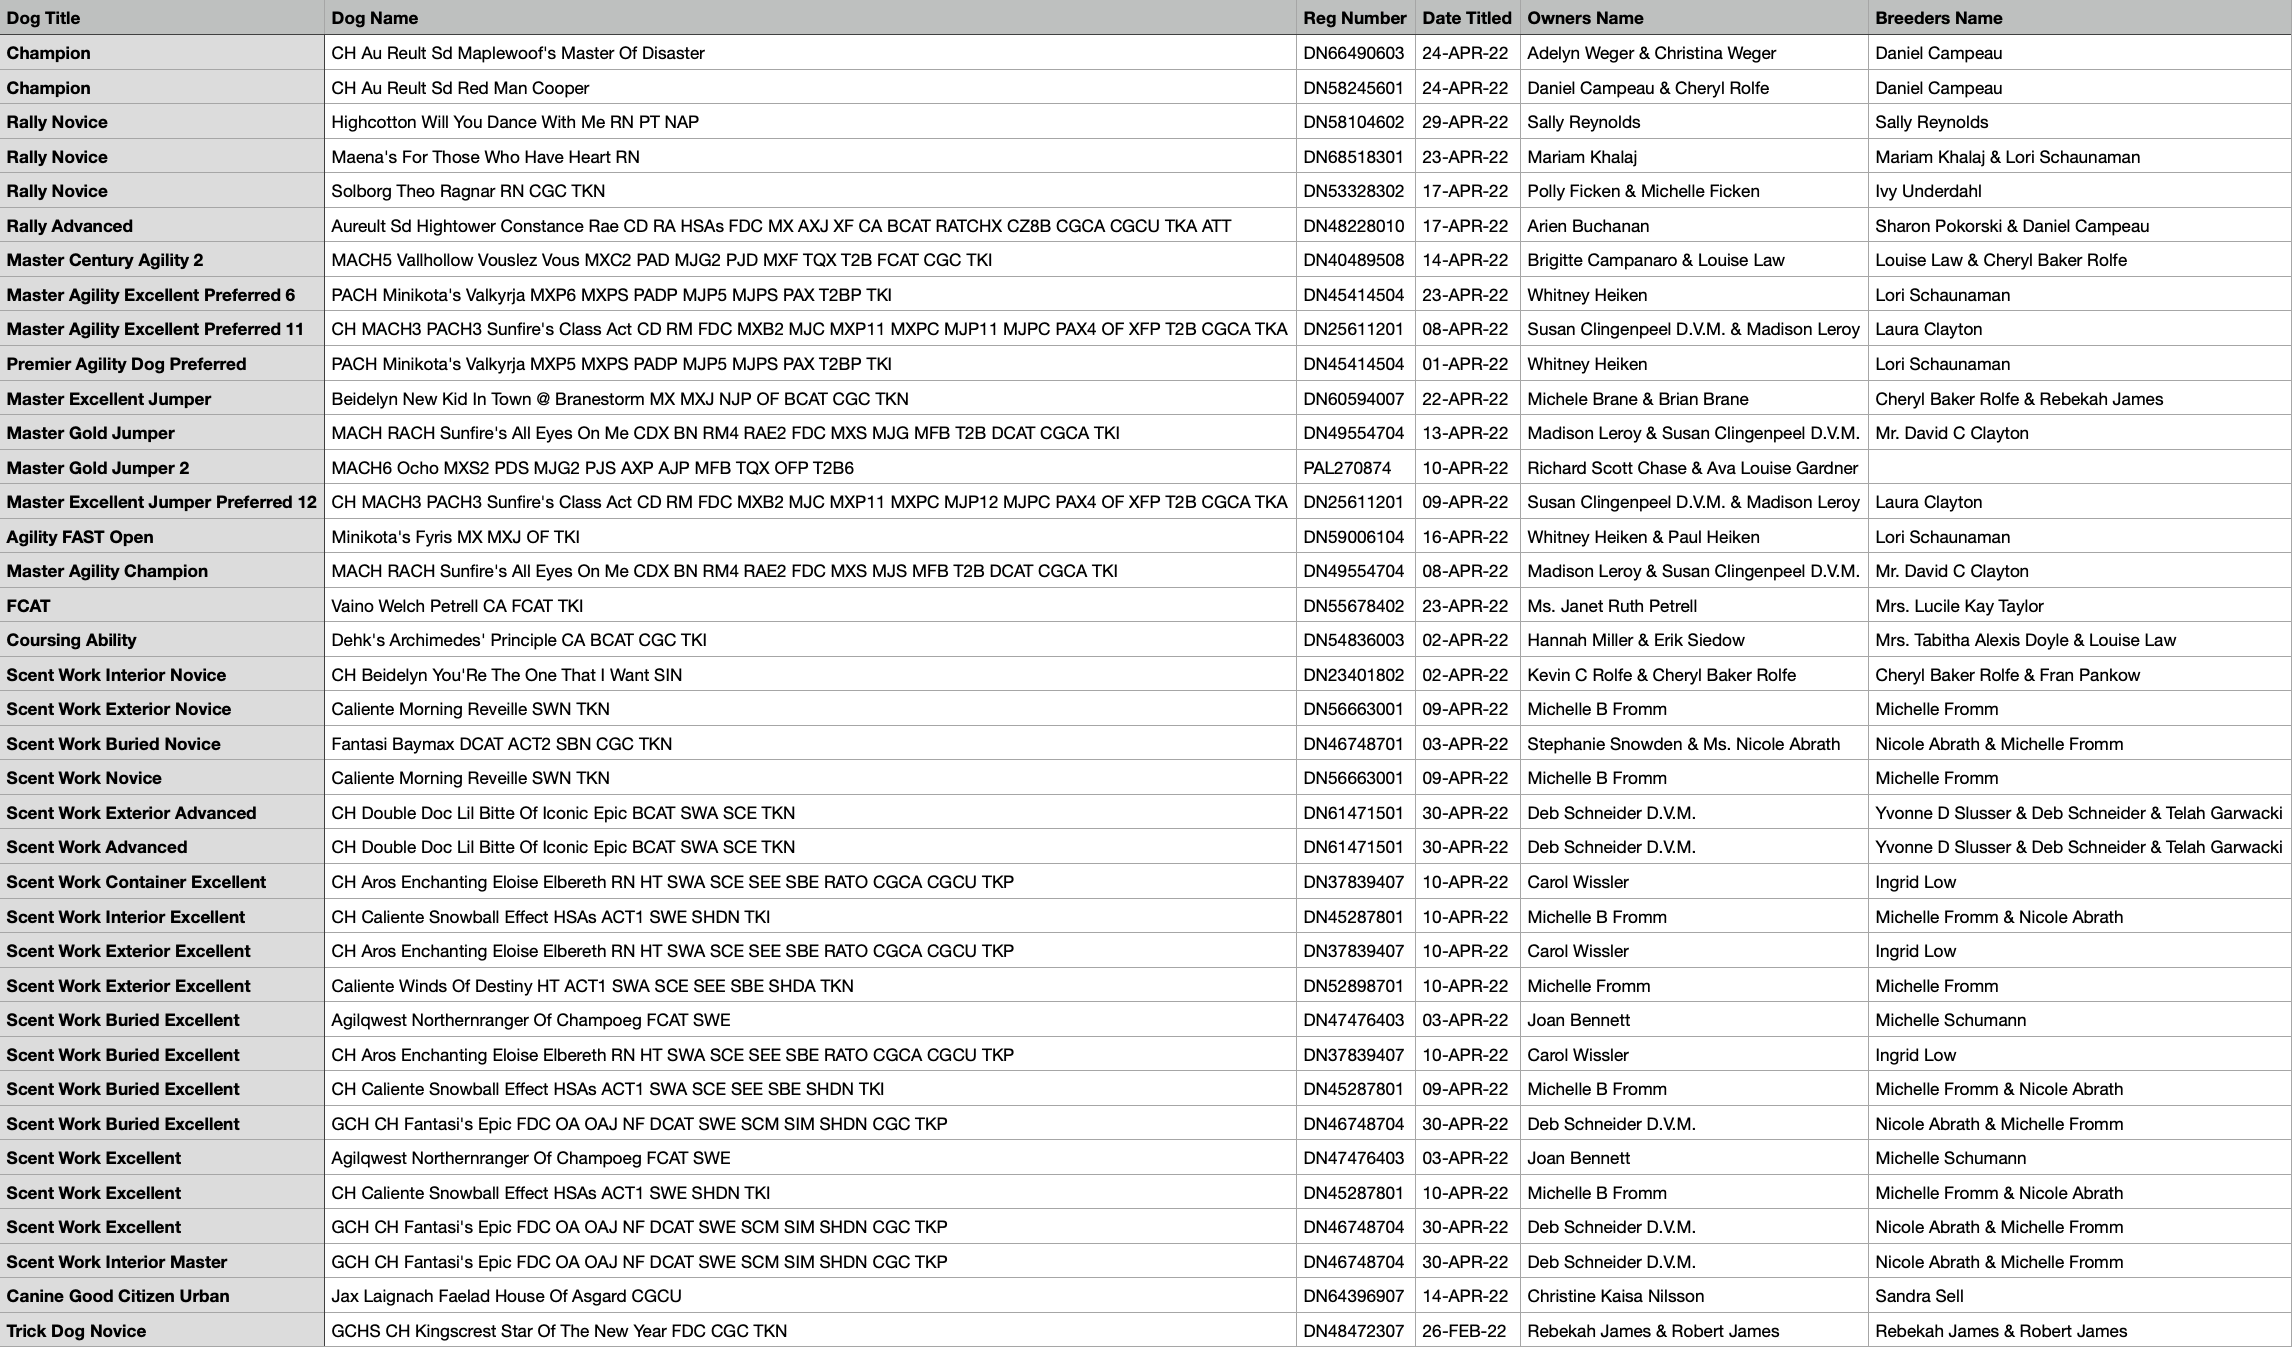 Dog Title Dog Name Reg Number Date Titled Owners Name Breeders Name
Champion CH Au Reult Sd Maplewoof's Master Of Disaster DN66490603 24-APR-22 Adelyn Weger & Christina Weger Daniel Campeau
Champion CH Au Reult Sd Red Man Cooper DN58245601 24-APR-22 Daniel Campeau & Cheryl Rolfe Daniel Campeau
Rally Novice Highcotton Will You Dance With Me RN PT NAP DN58104602 29-APR-22 Sally Reynolds Sally Reynolds
Rally Novice Maena's For Those Who Have Heart RN DN68518301 23-APR-22 Mariam Khalaj Mariam Khalaj & Lori Schaunaman
Rally Novice Solborg Theo Ragnar RN CGC TKN DN53328302 17-APR-22 Polly Ficken & Michelle Ficken Ivy Underdahl
Rally Advanced Aureult Sd Hightower Constance Rae CD RA HSAs FDC MX AXJ XF CA BCAT RATCHX CZ8B CGCA CGCU TKA ATT DN48228010 17-APR-22 Arien Buchanan Sharon Pokorski & Daniel Campeau
Master Century Agility 2 MACH5 Vallhollow Vouslez Vous MXC2 PAD MJG2 PJD MXF TQX T2B FCAT CGC TKI DN40489508 14-APR-22 Brigitte Campanaro & Louise Law Louise Law & Cheryl Baker Rolfe
Master Agility Excellent Preferred 6 PACH Minikota's Valkyrja MXP6 MXPS PADP MJP5 MJPS PAX T2BP TKI DN45414504 23-APR-22 Whitney Heiken Lori Schaunaman
Master Agility Excellent Preferred 11 CH MACH3 PACH3 Sunfire's Class Act CD RM FDC MXB2 MJC MXP11 MXPC MJP11 MJPC PAX4 OF XFP T2B CGCA TKA DN25611201 08-APR-22 Susan Clingenpeel D.V.M. & Madison Leroy Laura Clayton
Premier Agility Dog Preferred PACH Minikota's Valkyrja MXP5 MXPS PADP MJP5 MJPS PAX T2BP TKI DN45414504 01-APR-22 Whitney Heiken Lori Schaunaman
Master Excellent Jumper Beidelyn New Kid In Town @ Branestorm MX MXJ NJP OF BCAT CGC TKN DN60594007 22-APR-22 Michele Brane & Brian Brane Cheryl Baker Rolfe & Rebekah James
Master Gold Jumper MACH RACH Sunfire's All Eyes On Me CDX BN RM4 RAE2 FDC MXS MJG MFB T2B DCAT CGCA TKI DN49554704 13-APR-22 Madison Leroy & Susan Clingenpeel D.V.M. Mr. David C Clayton
Master Gold Jumper 2 MACH6 Ocho MXS2 PDS MJG2 PJS AXP AJP MFB TQX OFP T2B6 PAL270874 10-APR-22 Richard Scott Chase & Ava Louise Gardner
Master Excellent Jumper Preferred 12 CH MACH3 PACH3 Sunfire's Class Act CD RM FDC MXB2 MJC MXP11 MXPC MJP12 MJPC PAX4 OF XFP T2B CGCA TKA DN25611201 09-APR-22 Susan Clingenpeel D.V.M. & Madison Leroy Laura Clayton
Agility FAST Open Minikota's Fyris MX MXJ OF TKI DN59006104 16-APR-22 Whitney Heiken & Paul Heiken Lori Schaunaman
Master Agility Champion MACH RACH Sunfire's All Eyes On Me CDX BN RM4 RAE2 FDC MXS MJS MFB T2B DCAT CGCA TKI DN49554704 08-APR-22 Madison Leroy & Susan Clingenpeel D.V.M. Mr. David C Clayton
FCAT Vaino Welch Petrell CA FCAT TKI DN55678402 23-APR-22 Ms. Janet Ruth Petrell Mrs. Lucile Kay Taylor
Coursing Ability Dehk's Archimedes' Principle CA BCAT CGC TKI DN54836003 02-APR-22 Hannah Miller & Erik Siedow Mrs. Tabitha Alexis Doyle & Louise Law
Scent Work Interior Novice CH Beidelyn You'Re The One That I Want SIN DN23401802 02-APR-22 Kevin C Rolfe & Cheryl Baker Rolfe Cheryl Baker Rolfe & Fran Pankow
Scent Work Exterior Novice Caliente Morning Reveille SWN TKN DN56663001 09-APR-22 Michelle B Fromm Michelle Fromm
Scent Work Buried Novice Fantasi Baymax DCAT ACT2 SBN CGC TKN DN46748701 03-APR-22 Stephanie Snowden & Ms. Nicole Abrath Nicole Abrath & Michelle Fromm
Scent Work Novice Caliente Morning Reveille SWN TKN DN56663001 09-APR-22 Michelle B Fromm Michelle Fromm
Scent Work Exterior Advanced CH Double Doc Lil Bitte Of Iconic Epic BCAT SWA SCE TKN DN61471501 30-APR-22 Deb Schneider D.V.M. Yvonne D Slusser & Deb Schneider & Telah Garwacki
Scent Work Advanced CH Double Doc Lil Bitte Of Iconic Epic BCAT SWA SCE TKN DN61471501 30-APR-22 Deb Schneider D.V.M. Yvonne D Slusser & Deb Schneider & Telah Garwacki
Scent Work Container Excellent CH Aros Enchanting Eloise Elbereth RN HT SWA SCE SEE SBE RATO CGCA CGCU TKP DN37839407 10-APR-22 Carol Wissler Ingrid Low
Scent Work Interior Excellent CH Caliente Snowball Effect HSAs ACT1 SWE SHDN TKI DN45287801 10-APR-22 Michelle B Fromm Michelle Fromm & Nicole Abrath
Scent Work Exterior Excellent CH Aros Enchanting Eloise Elbereth RN HT SWA SCE SEE SBE RATO CGCA CGCU TKP DN37839407 10-APR-22 Carol Wissler Ingrid Low
Scent Work Exterior Excellent Caliente Winds Of Destiny HT ACT1 SWA SCE SEE SBE SHDA TKN DN52898701 10-APR-22 Michelle Fromm Michelle Fromm
Scent Work Buried Excellent Agilqwest Northernranger Of Champoeg FCAT SWE DN47476403 03-APR-22 Joan Bennett Michelle Schumann
Scent Work Buried Excellent CH Aros Enchanting Eloise Elbereth RN HT SWA SCE SEE SBE RATO CGCA CGCU TKP DN37839407 10-APR-22 Carol Wissler Ingrid Low
Scent Work Buried Excellent CH Caliente Snowball Effect HSAs ACT1 SWA SCE SEE SBE SHDN TKI DN45287801 09-APR-22 Michelle B Fromm Michelle Fromm & Nicole Abrath
Scent Work Buried Excellent GCH CH Fantasi's Epic FDC OA OAJ NF DCAT SWE SCM SIM SHDN CGC TKP DN46748704 30-APR-22 Deb Schneider D.V.M. Nicole Abrath & Michelle Fromm
Scent Work Excellent Agilqwest Northernranger Of Champoeg FCAT SWE DN47476403 03-APR-22 Joan Bennett Michelle Schumann
Scent Work Excellent CH Caliente Snowball Effect HSAs ACT1 SWE SHDN TKI DN45287801 10-APR-22 Michelle B Fromm Michelle Fromm & Nicole Abrath
Scent Work Excellent GCH CH Fantasi's Epic FDC OA OAJ NF DCAT SWE SCM SIM SHDN CGC TKP DN46748704 30-APR-22 Deb Schneider D.V.M. Nicole Abrath & Michelle Fromm
Scent Work Interior Master GCH CH Fantasi's Epic FDC OA OAJ NF DCAT SWE SCM SIM SHDN CGC TKP DN46748704 30-APR-22 Deb Schneider D.V.M. Nicole Abrath & Michelle Fromm
Canine Good Citizen Urban Jax Laignach Faelad House Of Asgard CGCU DN64396907 14-APR-22 Christine Kaisa Nilsson Sandra Sell
Trick Dog Novice GCHS CH Kingscrest Star Of The New Year FDC CGC TKN DN48472307 26-FEB-22 Rebekah James & Robert James Rebekah James & Robert James